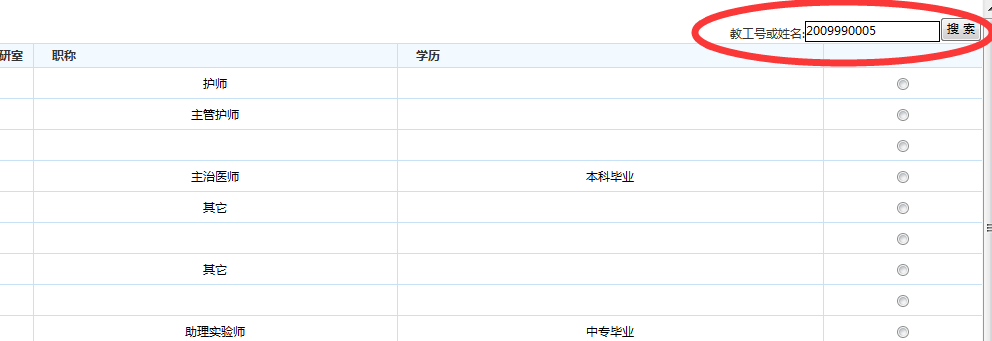 教工号或姓名:2009990005 搜 索
研室 职称 学历
护师
主管护师
主治医师 本科毕业
其它
其它
助理实验师 中专毕业